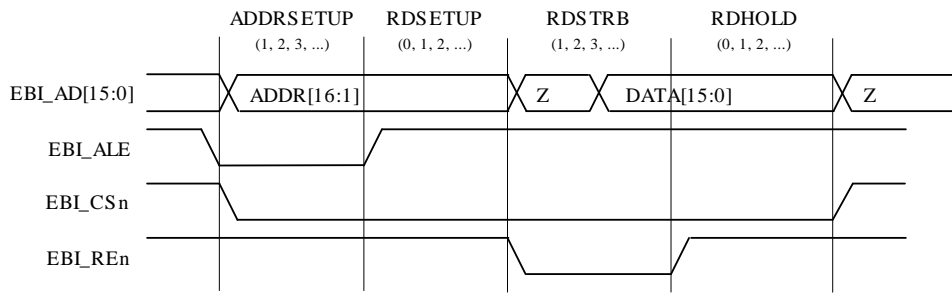 ADDRSETUP RDSETUP RDSTRB RDHOLD
(1, 2, 3, ...) (0, 1, 2, ...) (1, 2, 3, ...) (0, 1, 2, ...)
EBI_AD[15:0] ADDR[16:1] Z DATA[15:0] Z
EBI_ALE
EBI_CSn
EBI_REn